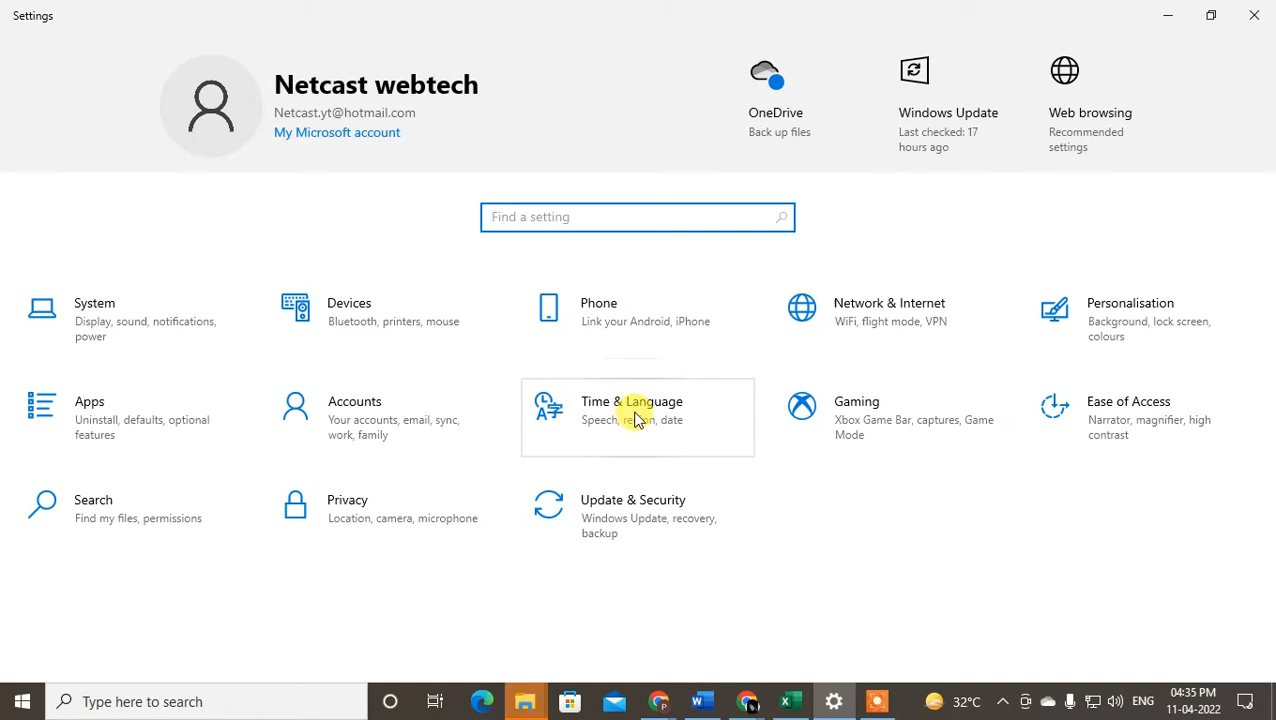 Settings
Netcast webtech
Netcast.yt@hotmail.com
My Microsoft account
OneDrive
Back up files
Windows Update
Last checked: 17
hours ago
Web browsing
Recommended
settings
Find a setting
System
Display, sound, notifications,
power
Devices
Bluetooth, printers, mouse
Phone
Link your Android, iPhone
Network & Internet
WiFi, flight mode, VPN
Personalisation
Background, lock screen,
colours
Apps
Uninstall, defaults, optional
features
Accounts
Your accounts, email, sync,
work, family
Time & Language
Speech, region, date
Gaming
Xbox Game Bar, captures, Game
Mode
Ease of Access
Narrator, magnifier, high
contrast
Search
Find my files, permissions
Privacy
Location, camera, microphone
Update & Security
Windows Update, recovery,
backup
Type here to search
32°C
ENG
04:35 PM
11-04-2022